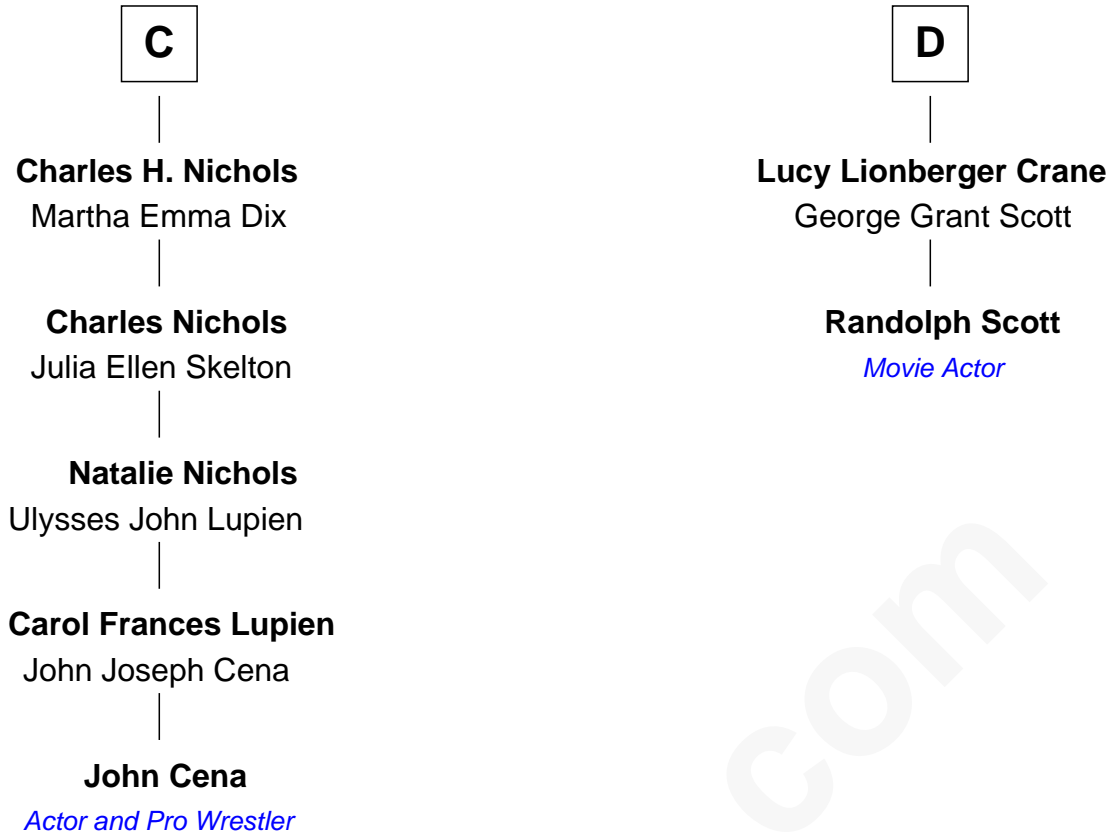 C
Charles H. Nichols
Martha Emma Dix
Charles Nichols
Julia Ellen Skelton
Natalie Nichols
Ulysses John Lupien
Carol Frances Lupien
John Joseph Cena
John Cena
Actor and Pro Wrestler
D
Lucy Lionberger Crane
George Grant Scott
Randolph Scott
Movie Actor
com